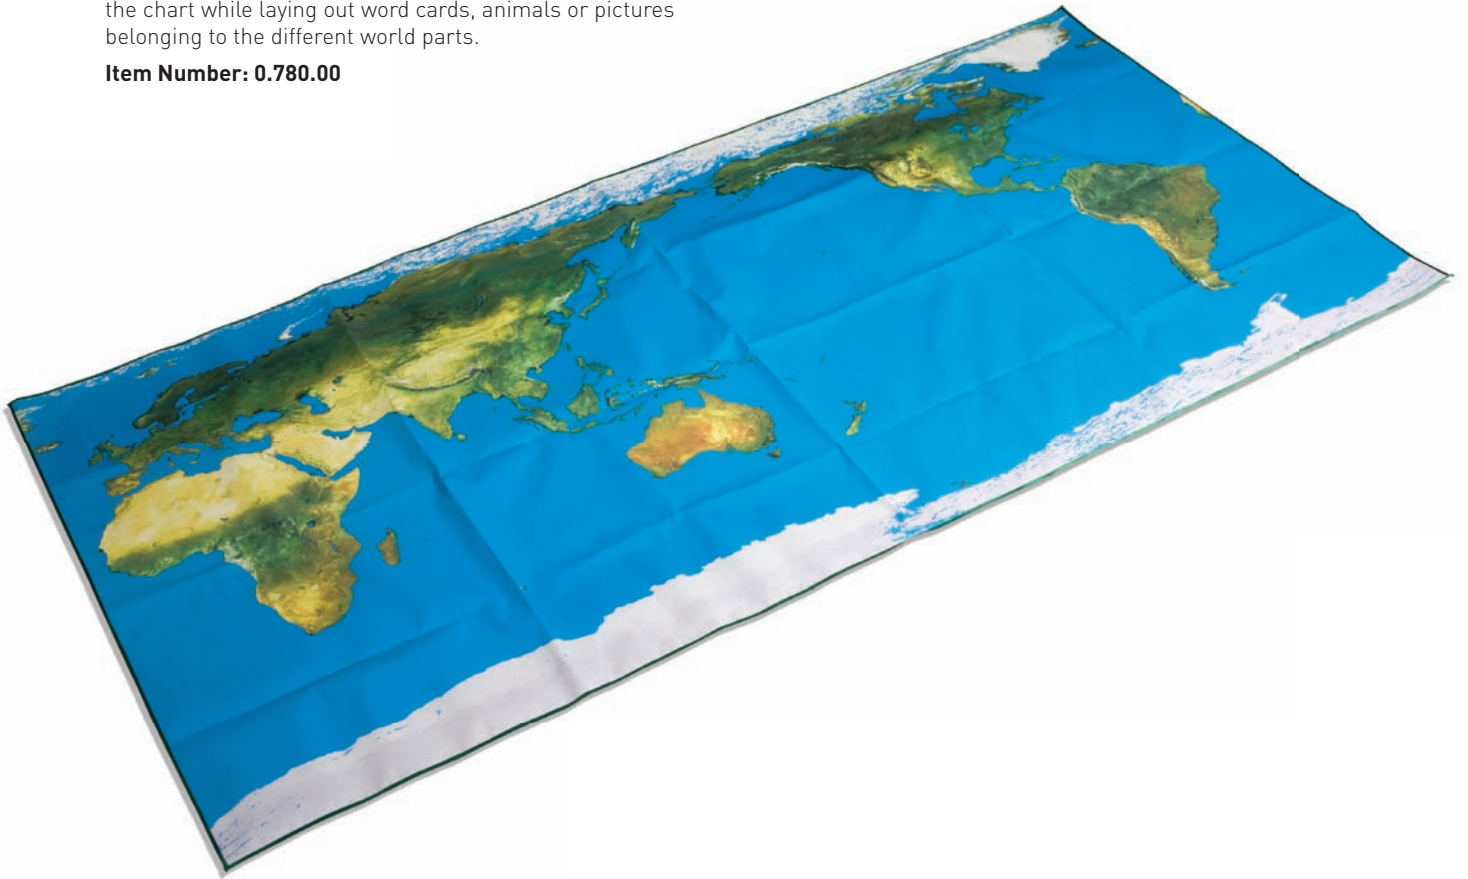 the chart while laying out word cards, animals or pictures
belonging to the different world parts.
Item Number: 0.780.00